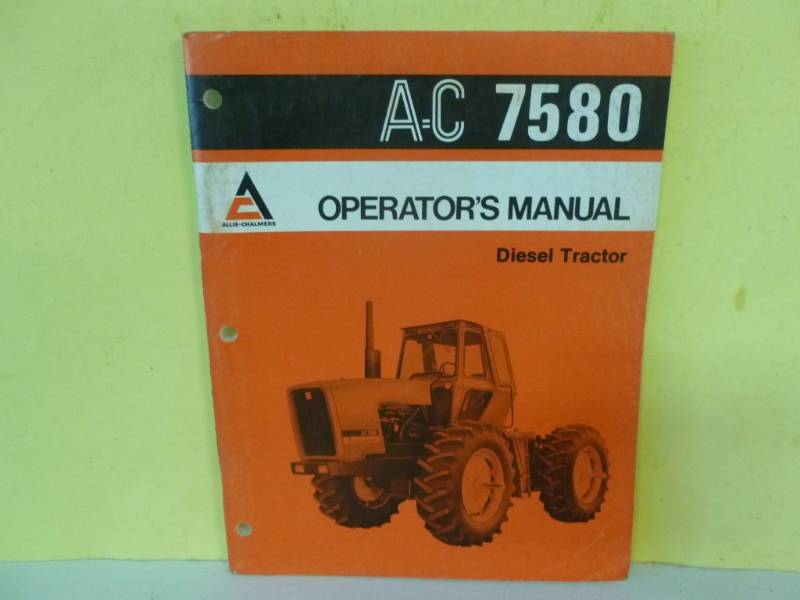 A-C 7580
ALLIS-CHALMERS
OPERATOR'S MANUAL
Diesel Tractor